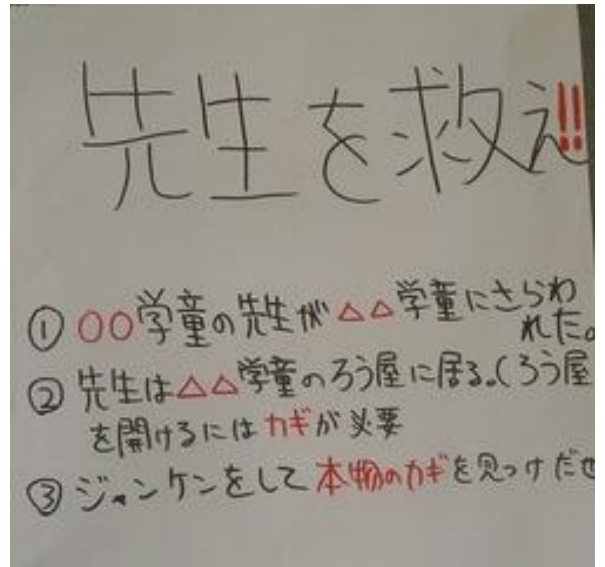 先生を救え!!
① ○○学童の先生が△△学童にさらわ
れた。
② 先生は△△学童のろう屋に居る。(ろう屋
を開けるにはカギが必要
③ ジャンケンをして本物のカギを見つけだせ